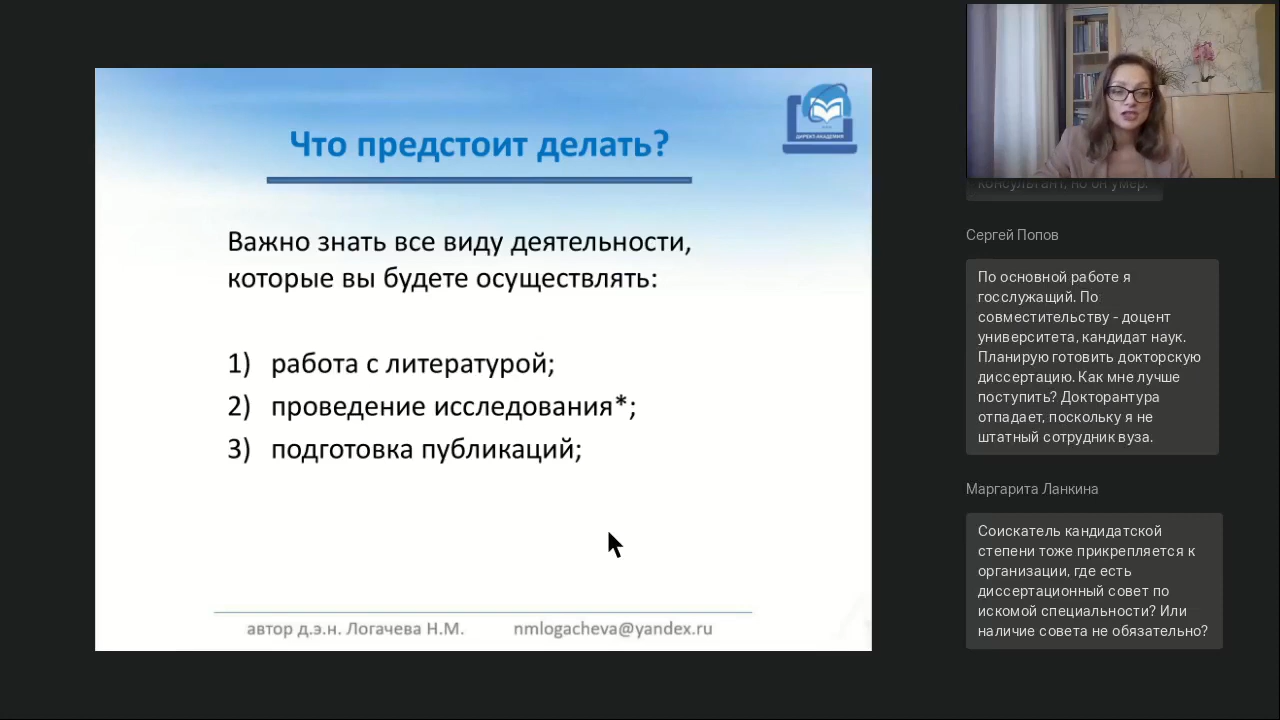 Что предстоит делать?
ДИРЕКТ-АКАДЕМИЯ
Важно знать все виду деятельности,
которые вы будете осуществлять:
1) работа с литературой;
2) проведение исследования*;
3) подготовка публикаций;
автор д.э.н. Логачева Н.М. nmlogacheva@yandex.ru
консультант, но он умер.
Сергей Попов
По основной работе я
госслужащий. По
совместительству - доцент
университета, кандидат наук.
Планирую готовить докторскую
диссертацию. Как мне лучше
поступить? Докторантура
отпадает, поскольку я не
штатный сотрудник вуза.
Маргарита Ланкина
Соискатель кандидатской
степени тоже прикрепляется к
организации, где есть
диссертационный совет по
искомой специальности? Или
наличие совета не обязательно?